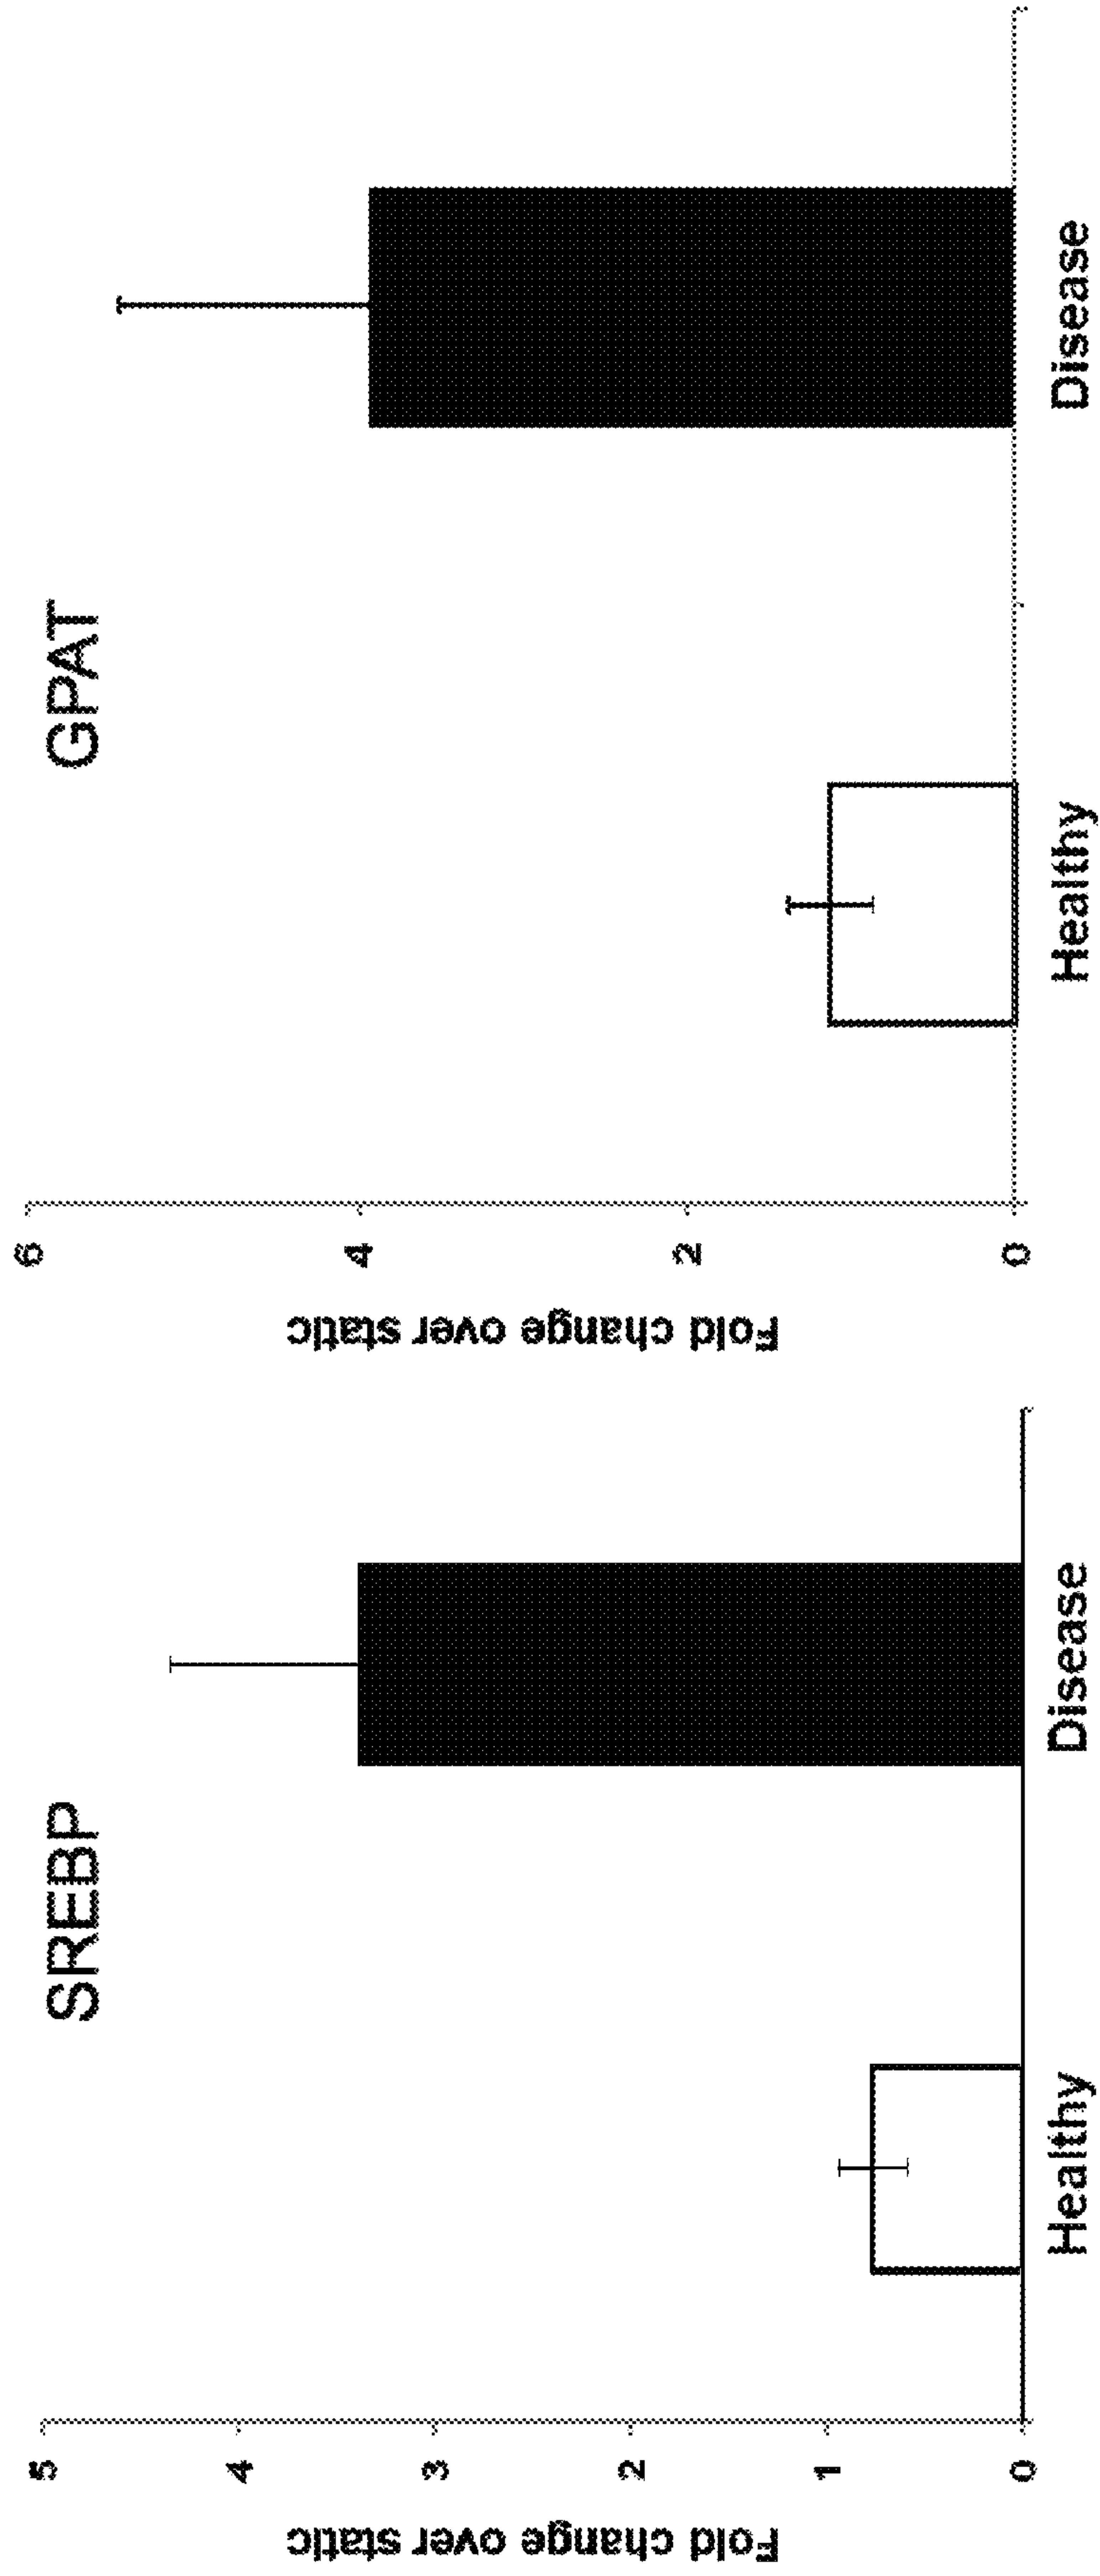 SREBP
Fold change over static
5
4
3
2
1
0
Healthy
Disease
GPAT
Fold change over static
6
4
2
0
Healthy
Disease